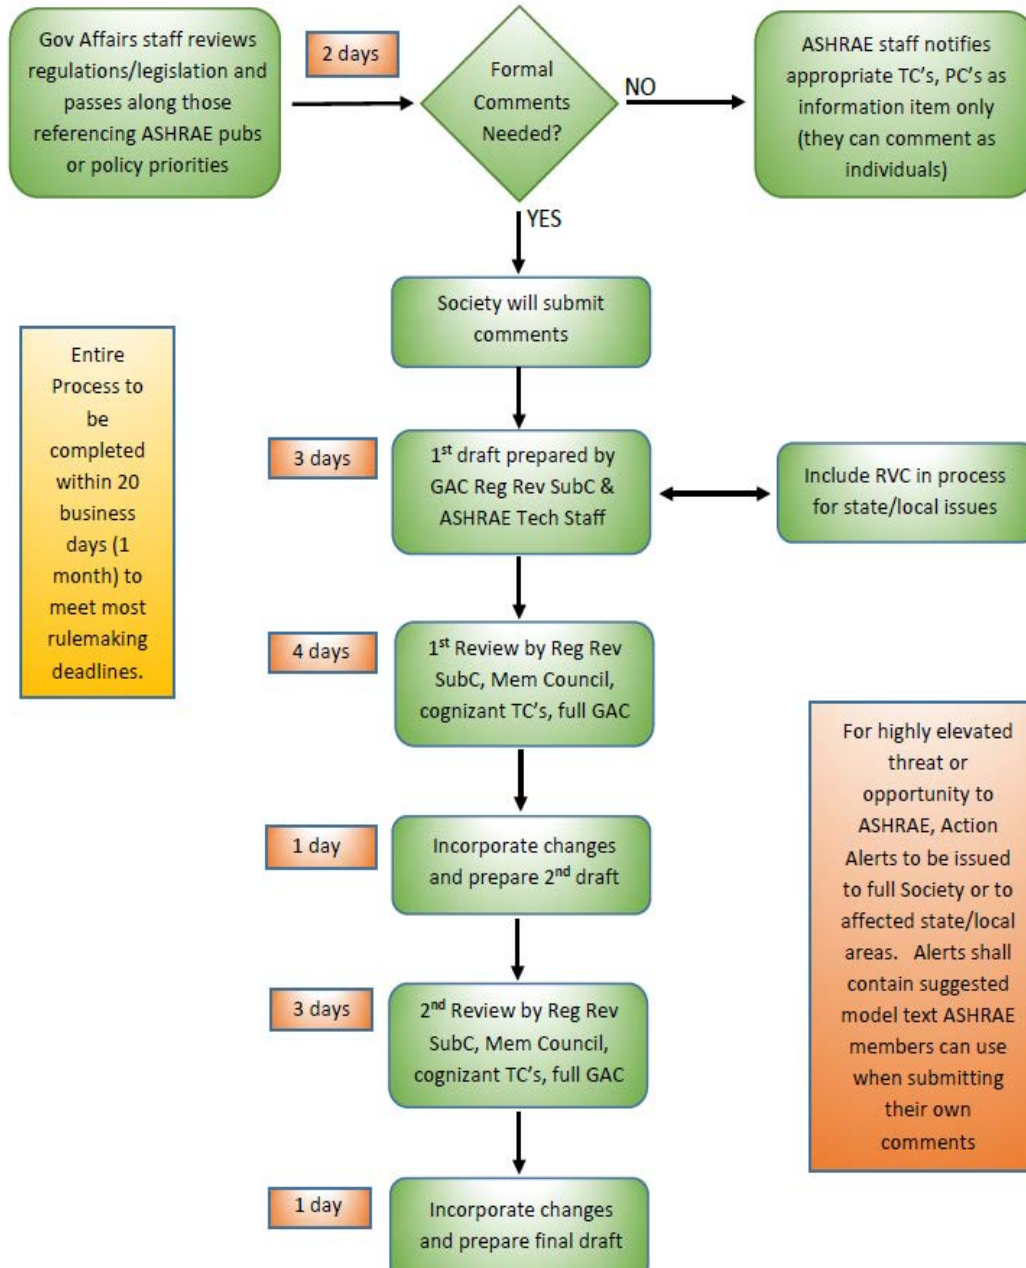 Gov Affairs staff reviews
regulations/legislation and
passes along those
referencing ASHRAE pubs
or policy priorities
2 days
Formal
Comments
Needed?
NO
ASHRAE staff notifies
appropriate TC's, PC's as
information item only
(they can comment as
individuals)
YES
Society will submit
comments
Entire
Process to
be
completed
within 20
business
days (1
month) to
meet most
rulemaking
deadlines.
3 days
1st draft prepared by
GAC Reg Rev SubC &
ASHRAE Tech Staff
Include RVC in process
for state/local issues
4 days
1st Review by Reg Rev
SubC, Mem Council,
cognizant TC's, full GAC
For highly elevated
threat or
opportunity to
ASHRAE, Action
Alerts to be issued
to full Society or to
affected state/local
areas.   Alerts shall
contain suggested
model text ASHRAE
members can use
when submitting
their own
comments
1 day
Incorporate changes
and prepare 2nd draft
3 days
2nd Review by Reg Rev
SubC, Mem Council,
cognizant TC's, full GAC
1 day
Incorporate changes
and prepare final draft